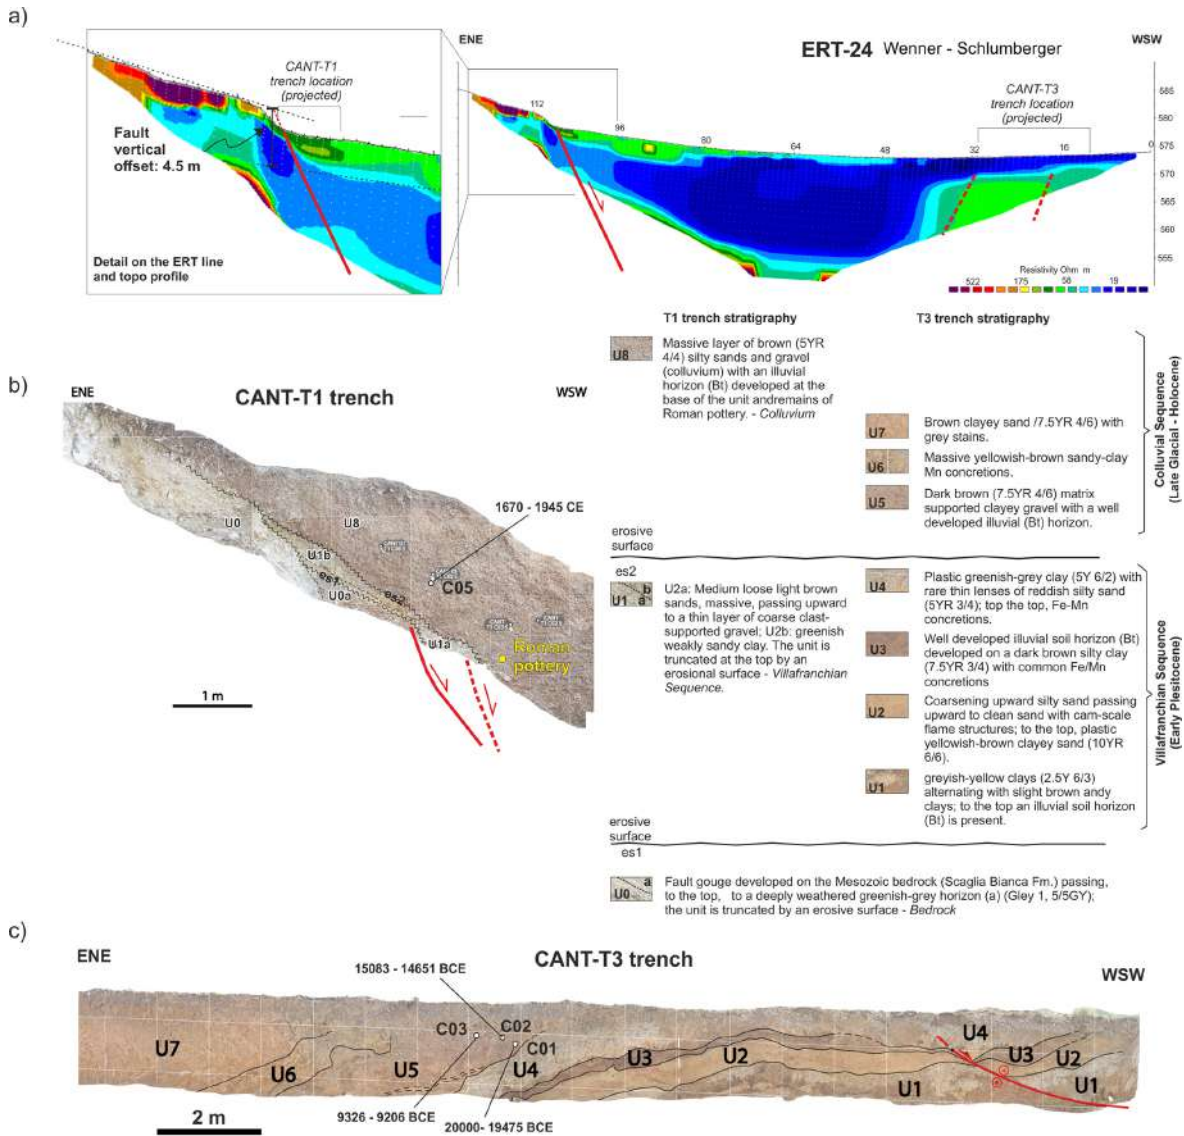 a)
ENE
ERT-24 Wenner - Schlumberger
WSW
CANT-T1
trench location
(projected)
Fault
vertical
offset: 4.5 m
Detail on the ERT line
and topo profile
CANT-T3
trench location
(projected)
112
96
80
64
48
32
16
0
585
580
575
570
565
560
555
Resistivity Ohm m
522
175
58
19
T1 trench stratigraphy
U8
Massive layer of brown (5YR
4/4) silty sands and gravel
(colluvium) with an illuvial
horizon (Bt) developed at the
base of the unit andremains of
Roman pottery. - Colluvium
T3 trench stratigraphy
U7
Brown clayey sand /7.5YR 4/6) with
grey stains.
U6
Massive yellowish-brown sandy-clay
Mn concretions.
U5
Dark brown (7.5YR 4/6) matrix
supported clayey gravel with a well
developed illuvial (Bt) horizon.
Colluvial Sequence
(Late Glacial - Holocene)
erosive
surface
es2
U1 b
a
U2a: Medium loose light brown
sands, massive, passing upward
to a thin layer of coarse clast-
supported gravel; U2b: greenish
weakly sandy clay. The unit is
truncated at the top by an
erosional surface - Villafranchian
Sequence.
U4
Plastic greenish-grey clay (5Y 6/2) with
rare thin lenses of reddish silty sand
(5YR 3/4); top the top, Fe-Mn
concretions.
U3
Well developed illuvial soil horizon (Bt)
developed on a dark brown silty clay
(7.5YR 3/4) with common Fe/Mn
concretions
U2
Coarsening upward silty sand passing
upward to clean sand with cam-scale
flame structures; to the top, plastic
yellowish-brown clayey sand (10YR
6/6).
U1
greyish-yellow clays (2.5Y 6/3)
alternating with slight brown andy
clays; to the top an illuvial soil horizon
(Bt) is present.
Villafranchian Sequence
(Early Plesitocene)
erosive
surface
es1
U0 a
Fault gouge developed on the Mesozoic bedrock (Scaglia Bianca Fm.) passing,
to the top, to a deeply weathered greenish-grey horizon (a) (Gley 1, 5/5GY);
the unit is truncated by an erosive surface - Bedrock
b)
ENE
CANT-T1 trench
WSW
1670 - 1945 CE
U0
U8
U1b
es1
es2
U0a
U1a
C05
Roman
pottery
1 m
c)
ENE
CANT-T3 trench
WSW
15083 - 14651 BCE
C03
C02
C01
U7
U6
U5
U4
U3
U2
U1
U4
U3
U2
U1
9326 - 9206 BCE
20000- 19475 BCE
2 m